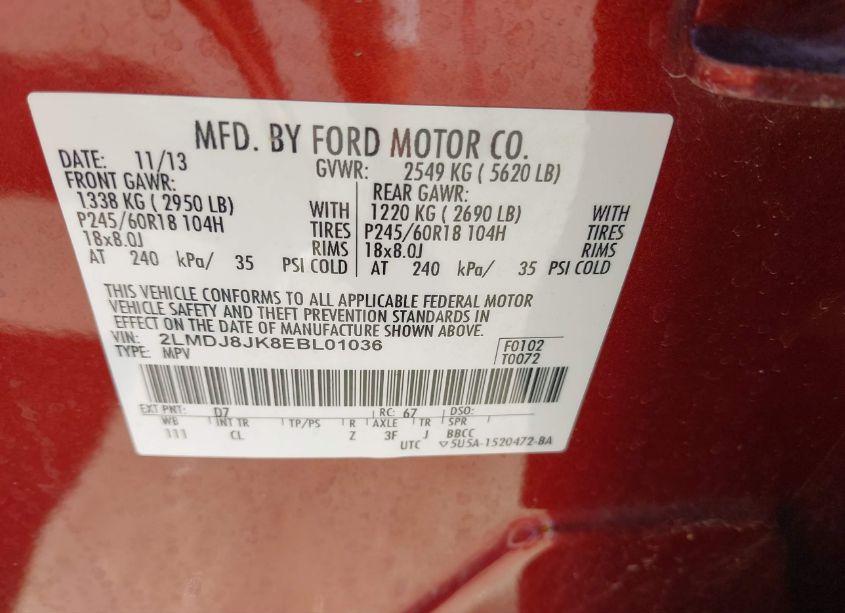 MFD. BY FORD MOTOR CO.
DATE: 11/13 GVWR: 2549 KG ( 5620 LB)
FRONT GAWR: REAR GAWR:
1338 KG ( 2950 LB) WITH 1220 KG ( 2690 LB) WITH
P245/60R18 104H TIRES P245/60R18 104H TIRES
18x8.0J RIMS 18x8.0J RIMS
AT 240 kPa/ 35 PSI COLD AT 240 kPa/ 35 PSI COLD
THIS VEHICLE CONFORMS TO ALL APPLICABLE FEDERAL MOTOR
VEHICLE SAFETY AND THEFT PREVENTION STANDARDS IN
EFFECT ON THE DATE OF MANUFACTURE SHOWN ABOVE.
VIN: 2LMDJ8JK8EBL01036 F0102
TYPE: MPV T0072
EXT PNT: D7 RC: 67 DSO:
WB INT TR TP/PS R AXLE TR SPR
111 CL Z 3F J BBCC
UTC ▽5U5A-1520472-BA